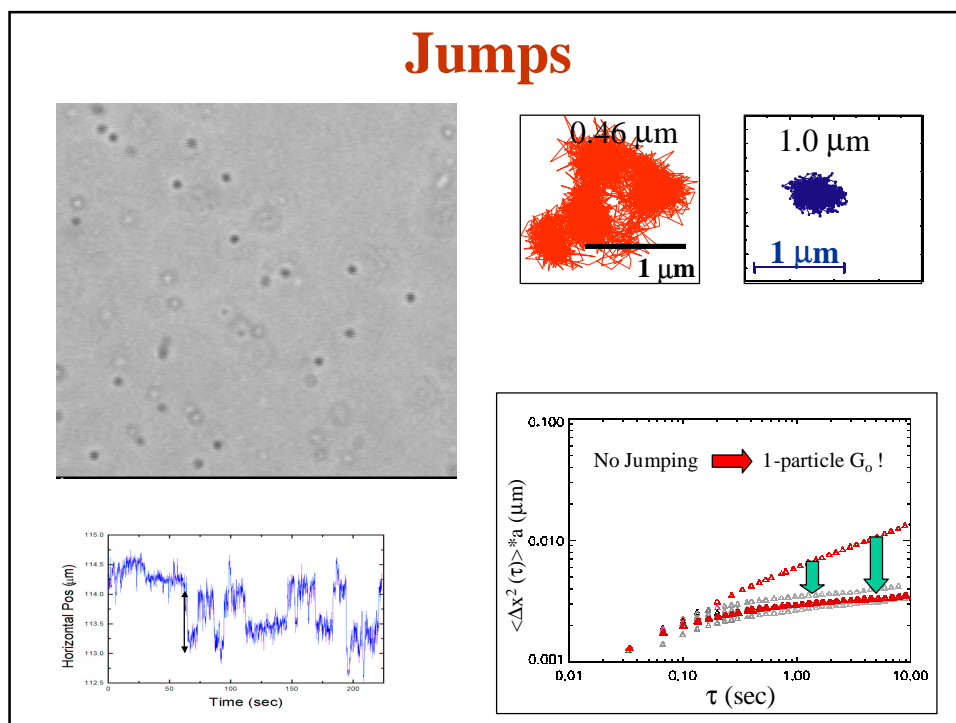 Jumps
0.46 μm
1 μm
1.0 μm
1 μm
115.0
114.5
114.0
113.5
113.0
112.5
0
50
100
150
200
Horizontal Pos (μm)
Time (sec)
0.100
0.010
0.001
0.01
0.10
1.00
10.00
No Jumping 1-particle Go !
<Δx² (τ)>*a (μm)
τ (sec)